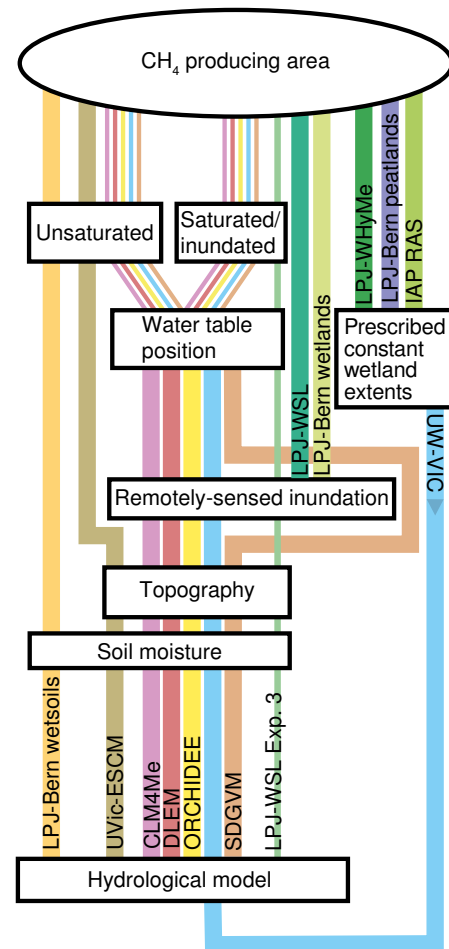 CH₄ producing area
Unsaturated
Saturated/
inundated
LPJ-WHyMe
LPJ-Bern peatlands
IAP RAS
Water table
position
Prescribed
constant
wetland
extents
LPJ-WSL
LPJ-Bern wetlands
UW-VIC
Remotely-sensed inundation
Topography
Soil moisture
LPJ-Bern wetsoils
UVic-ESCM
CLM4Me
DLEM
ORCHIDEE
SDGVM
LPJ-WSL Exp. 3
Hydrological model